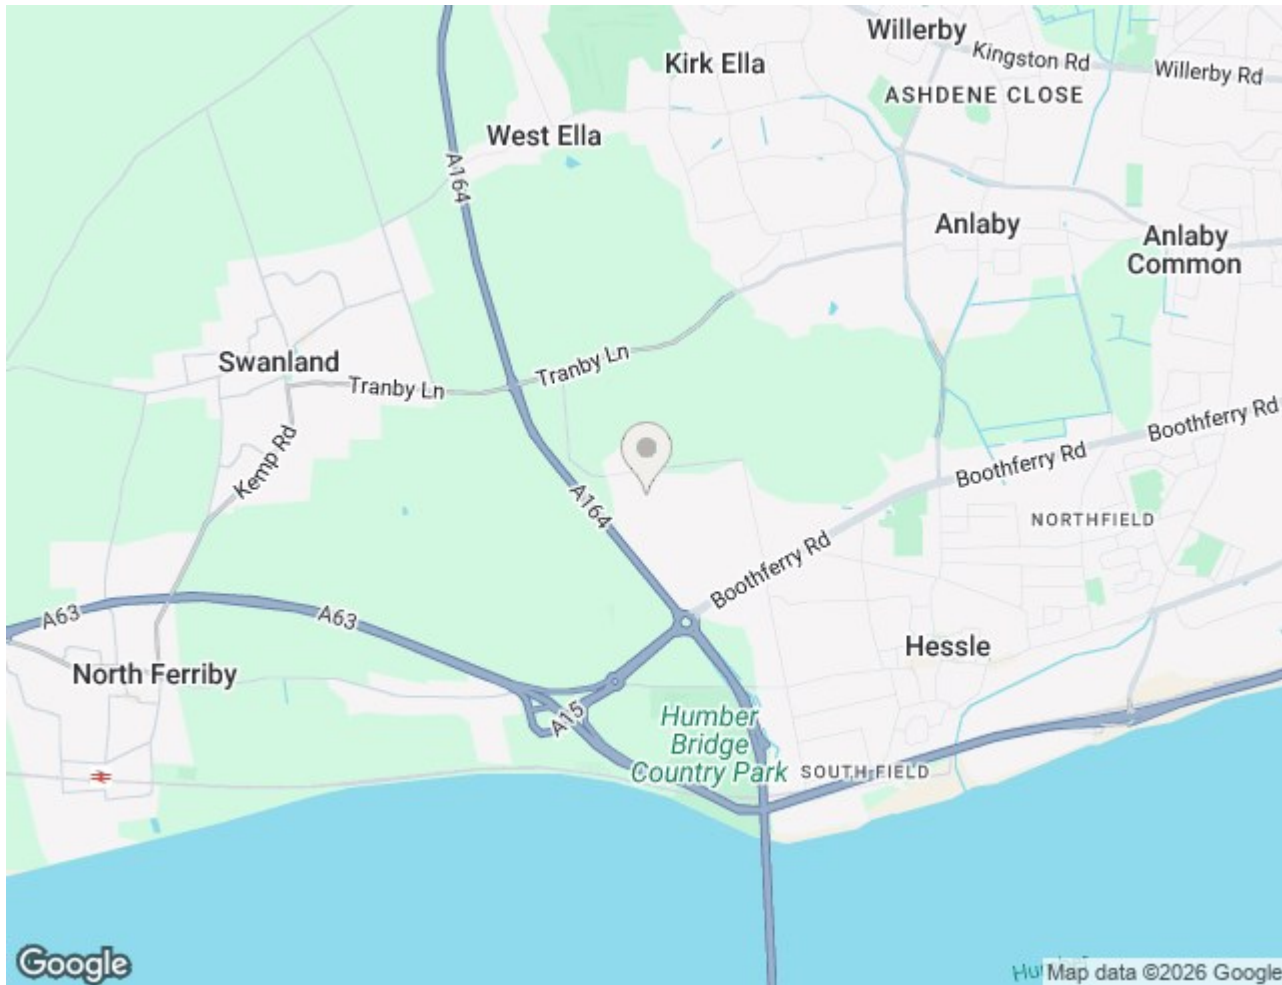 Willerby
Kingston Rd
Willerby Rd
Kirk Ella
ASHDENE CLOSE
West Ella
A164
Anlaby
Anlaby
Common
Swanland
Tranby Ln
Tranby Ln
Kemp Rd
Boothferry Rd
Boothferry Rd
A164
NORTHFIELD
Boothferry Rd
A63
A63
Hessle
North Ferriby
A15
Humber
Bridge
Country Park
SOUTH FIELD
Google
Map data ©2026 Google